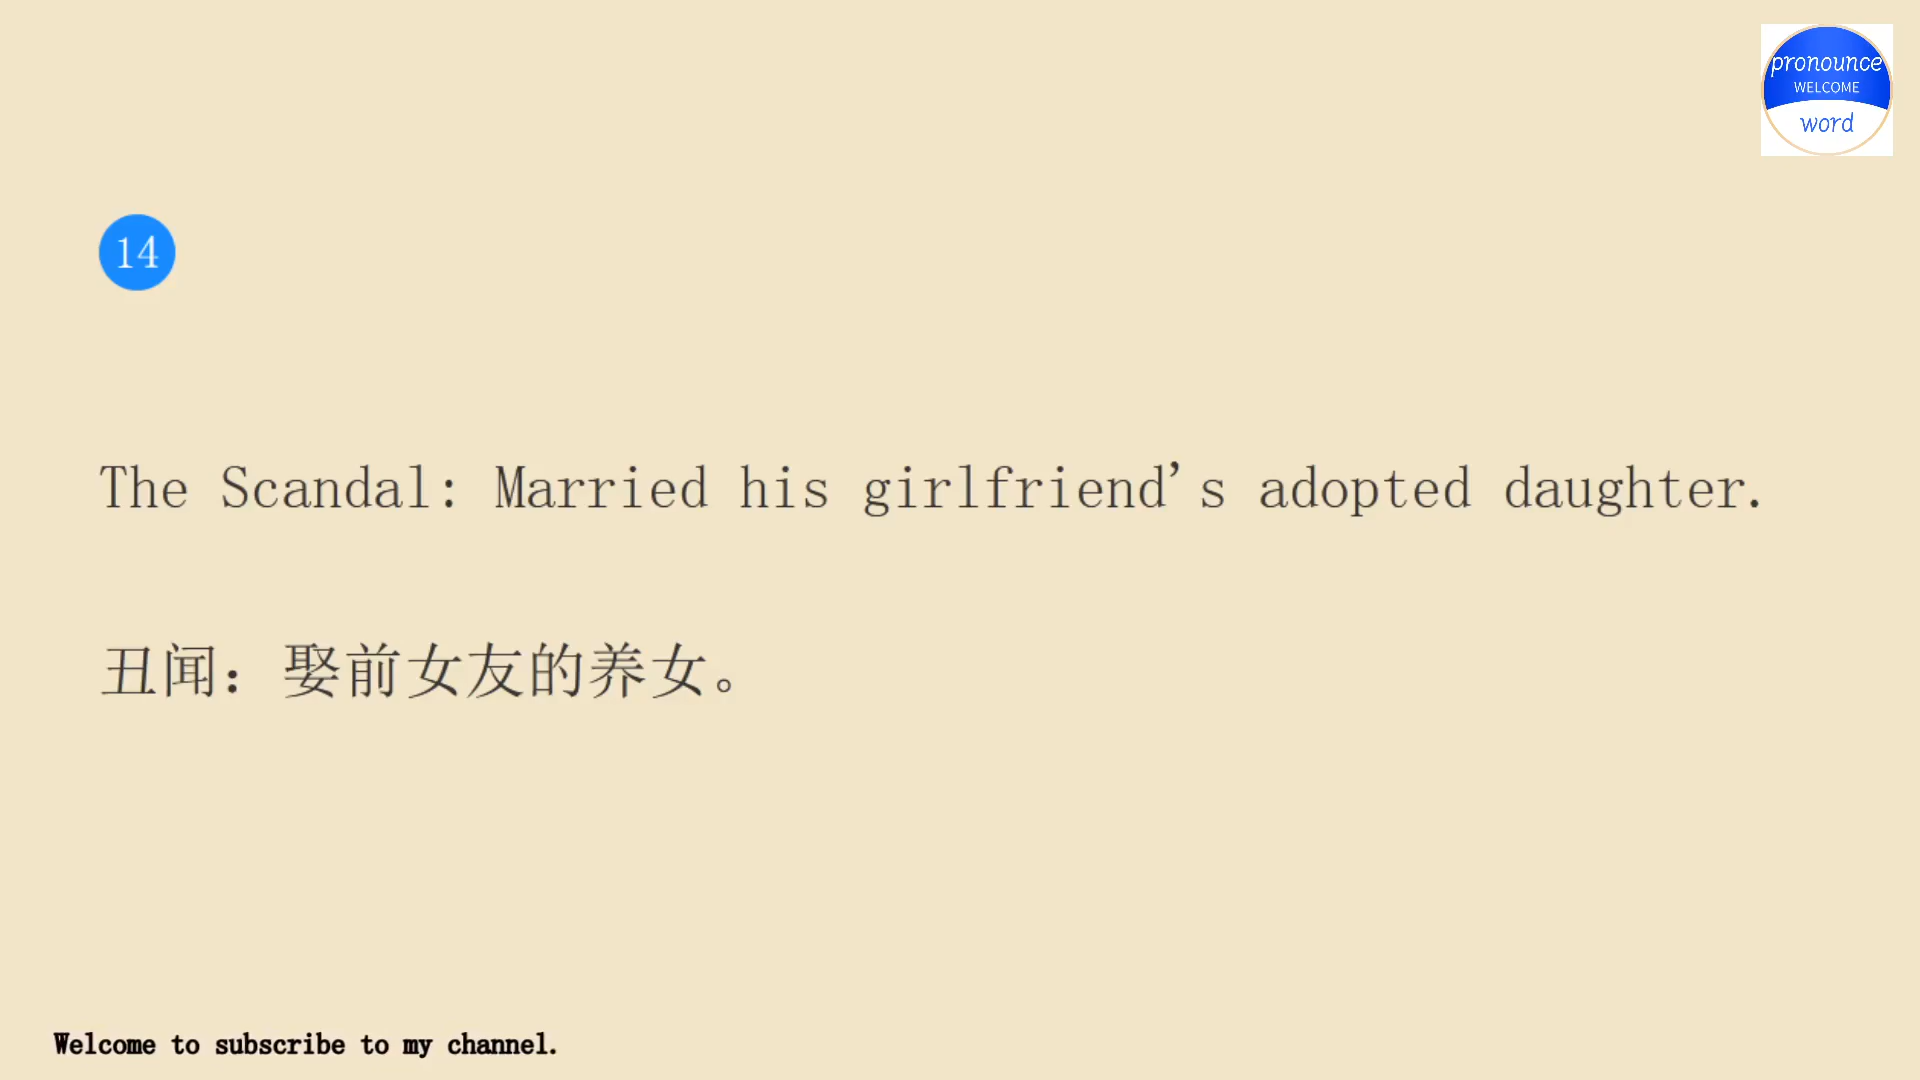 pronounce
WELCOME
word
14
The Scandal: Married his girlfriend's adopted daughter.
丑闻：娶前女友的养女。
Welcome to subscribe to my channel.